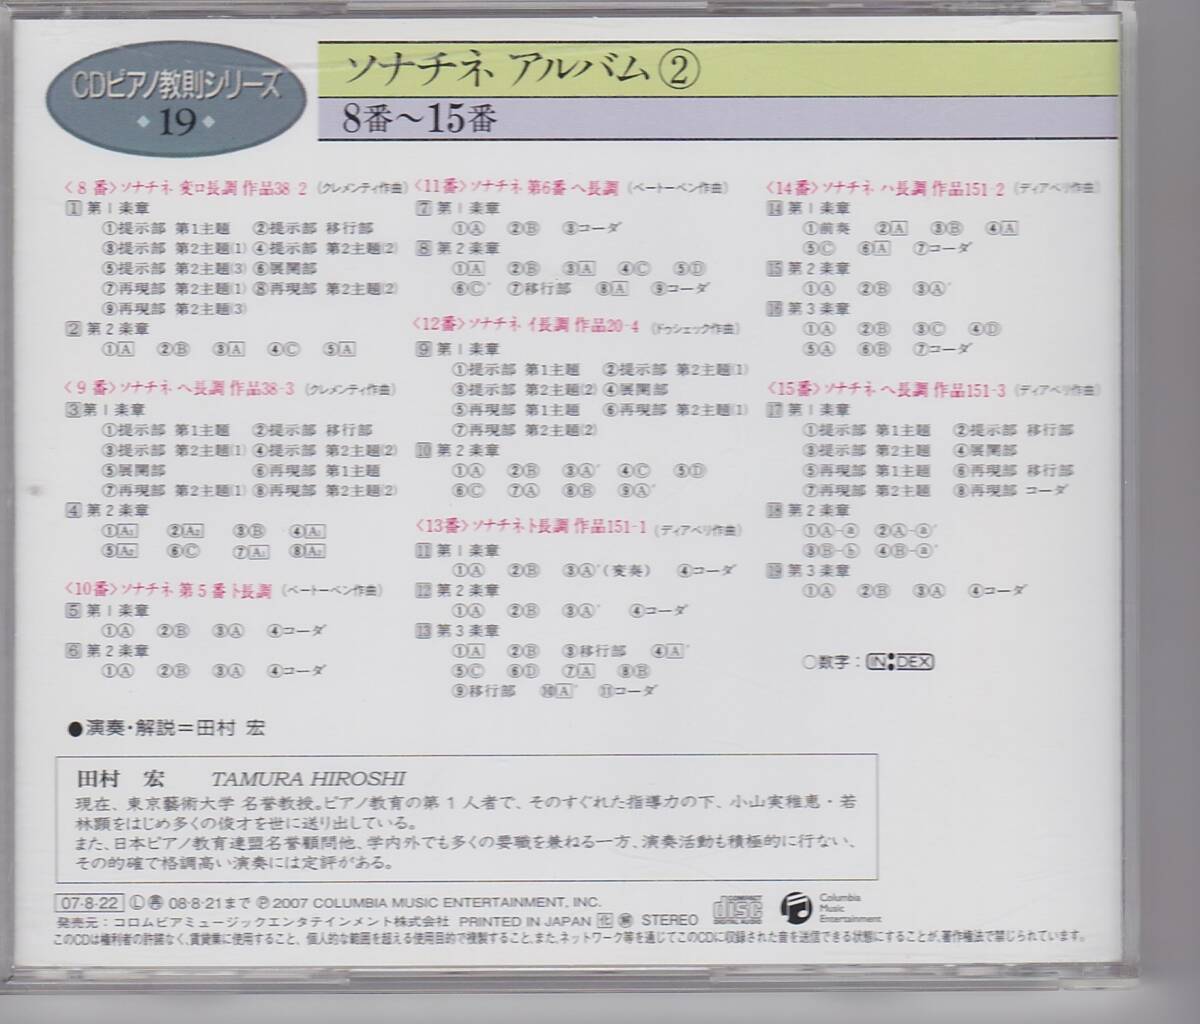 CDピアノ教則シリーズ
◆ 19 ◆
ソナチネ アルバム②
8番〜15番
〈8番〉ソナチネ 変ロ長調 作品38-2 (クレメンティ作曲)
1 第1楽章
①提示部 第1主題 ②提示部 移行部
③提示部 第2主題(1) ④提示部 第2主題(2)
⑤提示部 第2主題(3) ⑥展開部
⑦再現部 第2主題(1) ⑧再現部 第2主題(2)
⑨再現部 第2主題(3)
2 第2楽章
①A ②B ③A ④C ⑤A
〈9番〉ソナチネ ヘ長調 作品38-3 (クレメンティ作曲)
3 第1楽章
①提示部 第1主題 ②提示部 移行部
③提示部 第2主題(1) ④提示部 第2主題(2)
⑤展開部 ⑥再現部 第1主題
⑦再現部 第2主題(1) ⑧再現部 第2主題(2)
4 第2楽章
①A1 ②A2 ③B ④A1
⑤A2 ⑥C ⑦A1 ⑧A2
〈10番〉ソナチネ 第5番 ト長調 (ベートーベン作曲)
5 第1楽章
①A ②B ③A ④コーダ
6 第2楽章
①A ②B ③A ④コーダ
〈11番〉ソナチネ 第6番 ヘ長調 (ベートーベン作曲)
7 第1楽章
①A ②B ③コーダ
8 第2楽章
①A ②B ③A ④C ⑤D
⑥C' ⑦移行部 ⑧A ⑨コーダ
〈12番〉ソナチネ イ長調 作品20-4 (ドゥシェック作曲)
9 第1楽章
①提示部 第1主題 ②提示部 第2主題(1)
③提示部 第2主題(2) ④展開部
⑤再現部 第1主題 ⑥再現部 第2主題(1)
⑦再現部 第2主題(2)
10 第2楽章
①A ②B ③A' ④C ⑤D
⑥C ⑦A ⑧B ⑨A'
〈13番〉ソナチネ ト長調 作品151-1 (ディアベリ作曲)
11 第1楽章
①A ②B ③A'(変奏) ④コーダ
12 第2楽章
①A ②B ③A' ④コーダ
13 第3楽章
①A ②B ③移行部 ④A'
⑤C ⑥D ⑦A ⑧B
⑨移行部 ⑩A' ⑪コーダ
〈14番〉ソナチネ ハ長調 作品151-2 (ディアベリ作曲)
14 第1楽章
①前奏 ②A ③B ④A
⑤C ⑥A ⑦コーダ
15 第2楽章
①A ②B ③A'
16 第3楽章
①A ②B ③C ④D
⑤A ⑥B ⑦コーダ
〈15番〉ソナチネ ヘ長調 作品151-3 (ディアベリ作曲)
17 第1楽章
①提示部 第1主題 ②提示部 移行部
③提示部 第2主題 ④展開部
⑤再現部 第1主題 ⑥再現部 移行部
⑦再現部 第2主題 ⑧再現部 コーダ
18 第2楽章
①A-a ②A-a'
③B-b ④B-a'
19 第3楽章
①A ②B ③A ④コーダ
○数字：INDEX
●演奏・解説＝田村 宏
田村 宏 TAMURA HIROSHI
現在、東京藝術大学 名誉教授。ピアノ教育の第1人者で、そのすぐれた指導力の下、小山実稚恵・若
林顕をはじめ多くの俊才を世に送り出している。
また、日本ピアノ教育連盟名誉顧問他、学内外でも多くの要職を兼ねる一方、演奏活動も積極的に行ない、
その的確で格調高い演奏には定評がある。
07-8-22 Ⓛ 08·8·21まで ℗ 2007 COLUMBIA MUSIC ENTERTAINMENT, INC.
発売元：コロムビアミュージックエンタテインメント株式会社 PRINTED IN JAPAN STEREO
COMPACT disc DIGITAL AUDIO
Columbia
Music
Entertainment
このCDは権利者の許諾なく、賃貸業に使用すること、個人的な範囲を超える使用目的で複製すること、また、ネットワーク等を通じてこのCDに収録された音を送信できる状態にすることが、著作権法で禁じられています。